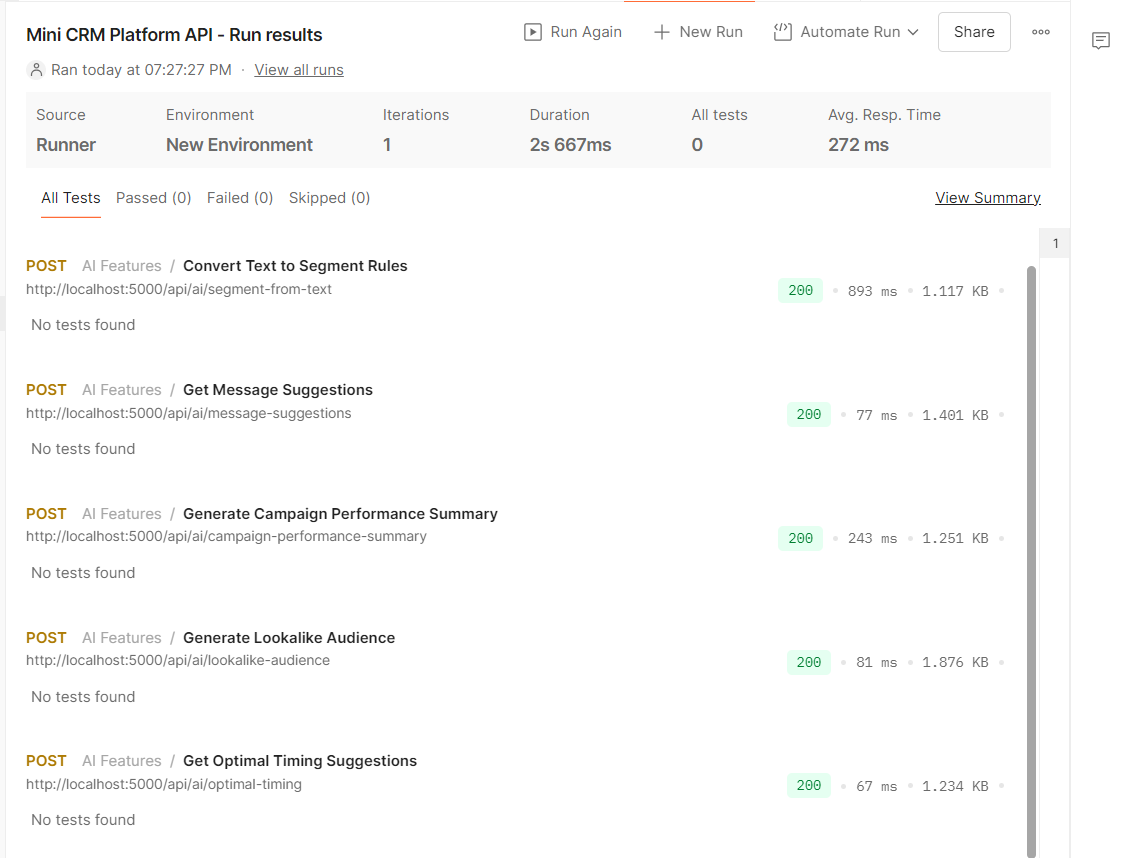 Mini CRM Platform API - Run results
Run Again
New Run
Automate Run
Share
Ran today at 07:27:27 PM · View all runs
Source Environment Iterations Duration All tests Avg. Resp. Time
Runner New Environment 1 2s 667ms 0 272 ms
All Tests Passed (0) Failed (0) Skipped (0) View Summary
1
POST AI Features / Convert Text to Segment Rules
http://localhost:5000/api/ai/segment-from-text
200 • 893 ms • 1.117 KB •
No tests found
POST AI Features / Get Message Suggestions
http://localhost:5000/api/ai/message-suggestions
200 • 77 ms • 1.401 KB •
No tests found
POST AI Features / Generate Campaign Performance Summary
http://localhost:5000/api/ai/campaign-performance-summary
200 • 243 ms • 1.251 KB •
No tests found
POST AI Features / Generate Lookalike Audience
http://localhost:5000/api/ai/lookalike-audience
200 • 81 ms • 1.876 KB •
No tests found
POST AI Features / Get Optimal Timing Suggestions
http://localhost:5000/api/ai/optimal-timing
200 • 67 ms • 1.234 KB •
No tests found